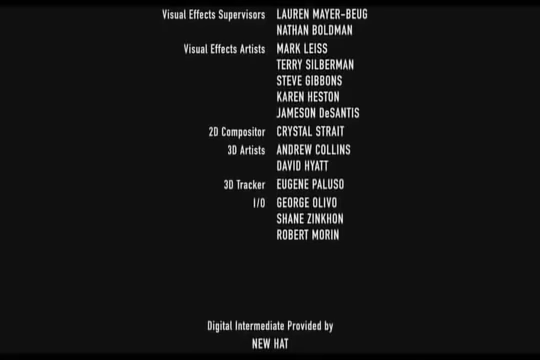 Visual Effects Supervisors LAUREN MAYER-BEUG
NATHAN BOLDMAN
Visual Effects Artists MARK LEISS
TERRY SILBERMAN
STEVE GIBBONS
KAREN HESTON
JAMESON DeSANTIS
2D Compositor CRYSTAL STRAIT
3D Artists ANDREW COLLINS
DAVID HYATT
3D Tracker EUGENE PALUSO
I/O GEORGE OLIVO
SHANE ZINKHON
ROBERT MORIN
Digital Intermediate Provided by
NEW HAT